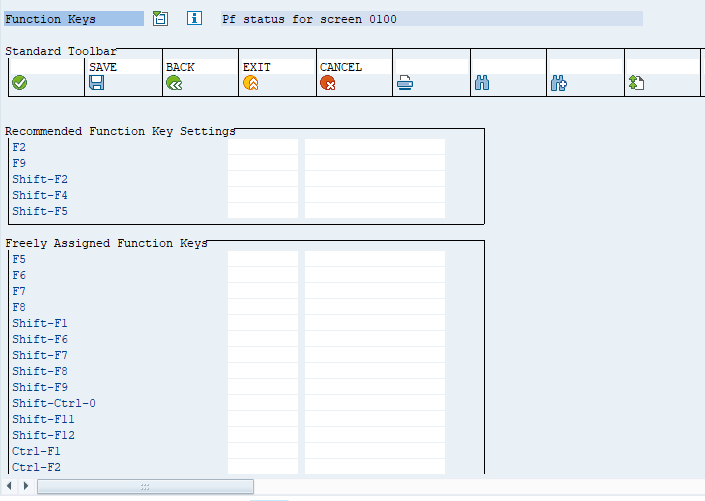 Function Keys Pf status for screen 0100
Standard Toolbar
SAVE BACK EXIT CANCEL
Recommended Function Key Settings
F2
F9
Shift-F2
Shift-F4
Shift-F5
Freely Assigned Function Keys
F5
F6
F7
F8
Shift-F1
Shift-F6
Shift-F7
Shift-F8
Shift-F9
Shift-Ctrl-0
Shift-F11
Shift-F12
Ctrl-F1
Ctrl-F2